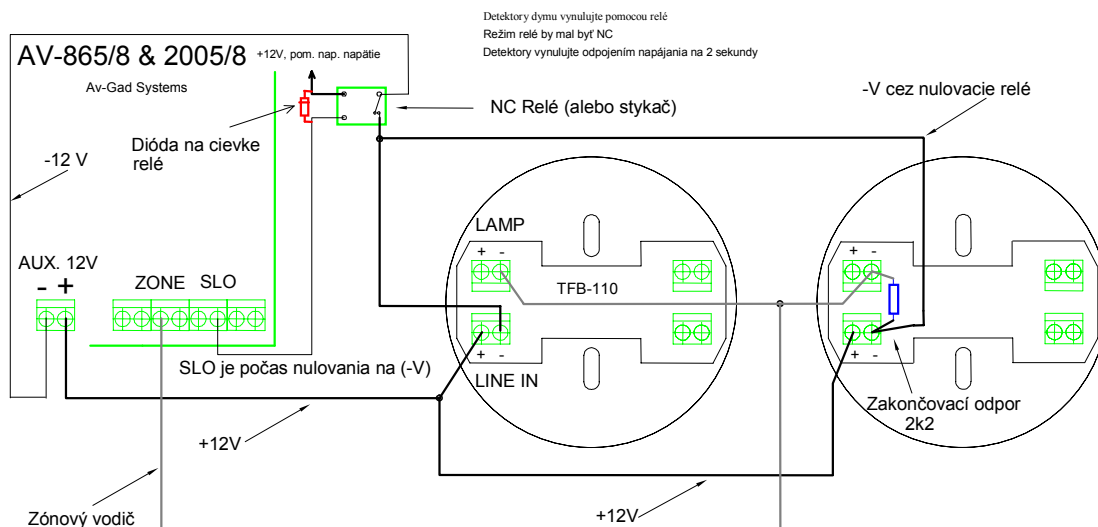 Detektory dymu vynulujte pomocou relé
Režim relé by mal byť NC
Detektory vynulujte odpojením napájania na 2 sekundy
AV-865/8 & 2005/8
+12V, pom. nap. napätie
Av-Gad Systems
NC Relé (alebo stykač)
-V cez nulovacie relé
Dióda na cievke
relé
-12 V
LAMP
+ -
+ -
AUX. 12V
- +
ZONE
SLO
TFB-110
SLO je počas nulovania na (-V)
+ -
LINE IN
+ -
Zakončovací odpor
2k2
+12V
Zónový vodič
+12V